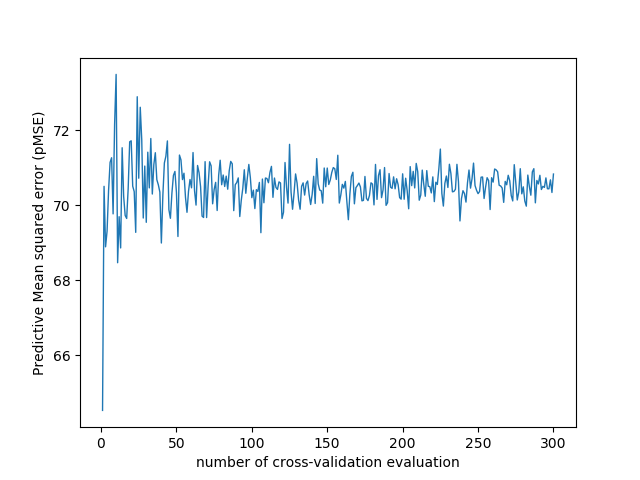 72
70
68
66
Predictive Mean squared error (pMSE)
0 50 100 150 200 250 300
number of cross-validation evaluation